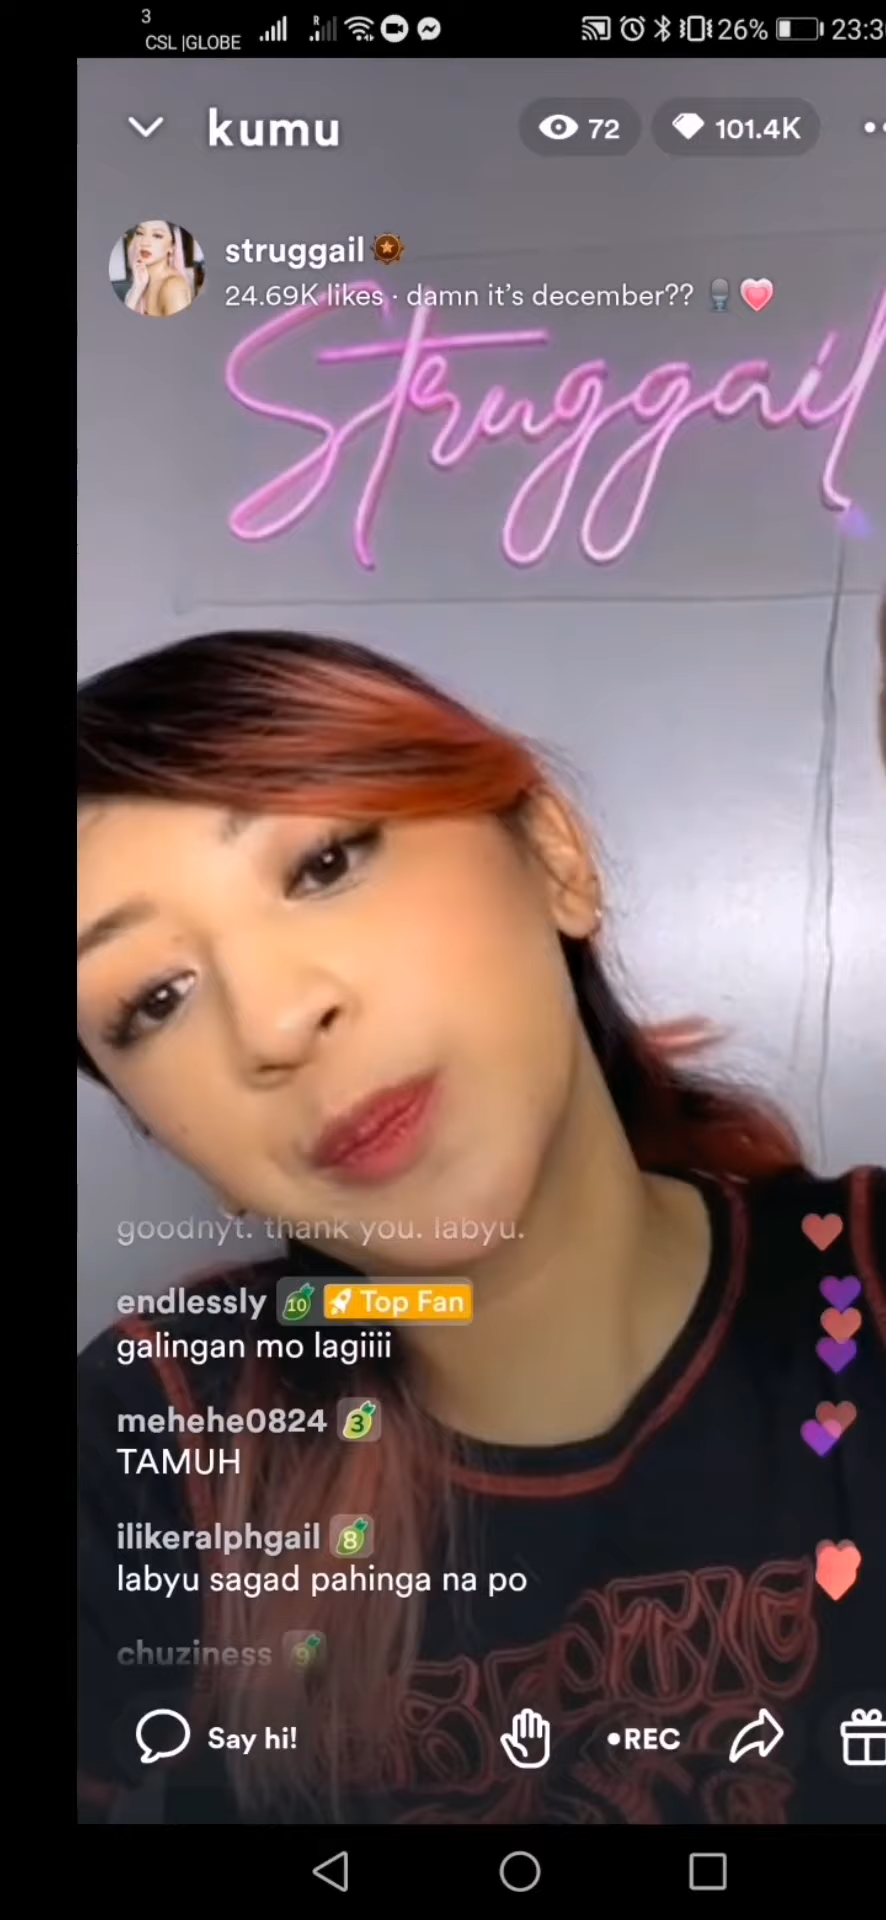 3
CSL |GLOBE
R
26%
kumu
72
101.4K
struggail
24.69K likes · damn it's december??
Struggail
goodnyt. thank you. labyu.
endlessly 10 Top Fan
galingan mo lagiiii
mehehe0824 3
TAMUH
ilikeralphgail 8
labyu sagad pahinga na po
chuziness 9
Say hi!
•REC